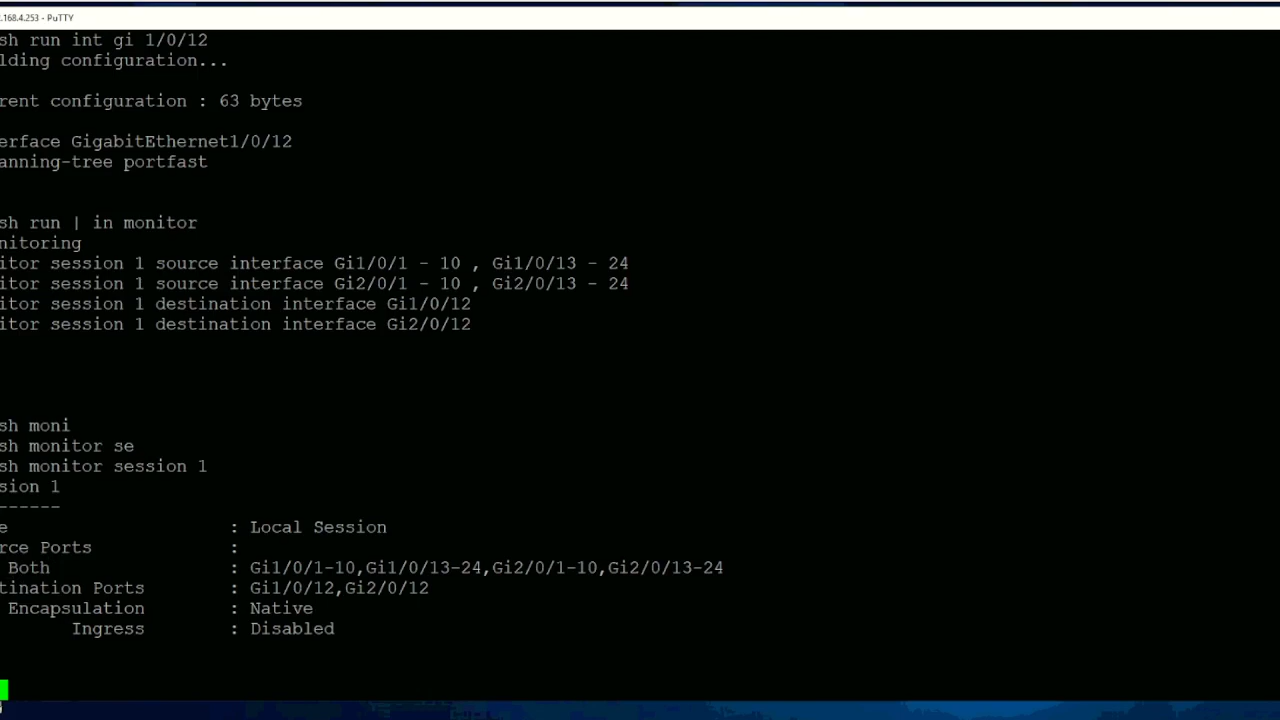 .168.4.253 - PuTTY
sh run int gi 1/0/12
lding configuration...
rent configuration : 63 bytes
erface GigabitEthernet1/0/12
anning-tree portfast
sh run | in monitor
nitoring
itor session 1 source interface Gi1/0/1 - 10 , Gi1/0/13 - 24
itor session 1 source interface Gi2/0/1 - 10 , Gi2/0/13 - 24
itor session 1 destination interface Gi1/0/12
itor session 1 destination interface Gi2/0/12
sh moni
sh monitor se
sh monitor session 1
sion 1
------
e : Local Session
rce Ports :
Both : Gi1/0/1-10,Gi1/0/13-24,Gi2/0/1-10,Gi2/0/13-24
tination Ports : Gi1/0/12,Gi2/0/12
Encapsulation : Native
Ingress : Disabled